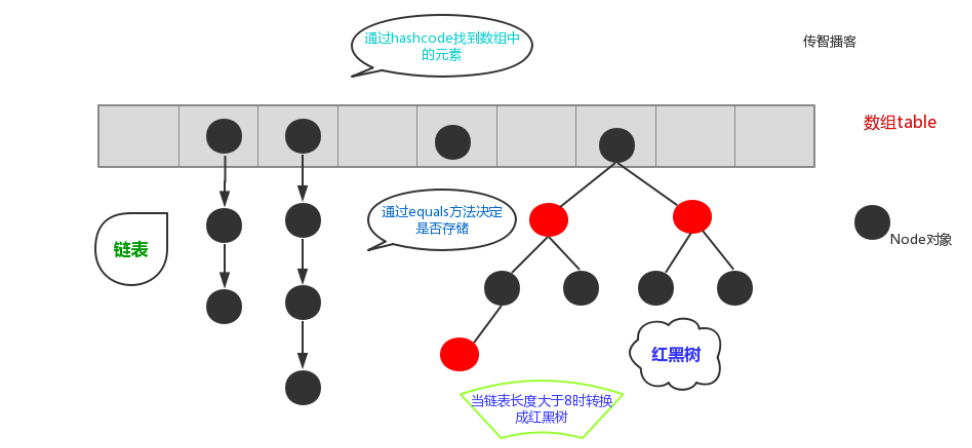 通过hashcode找到数组中
的元素
传智播客
数组table
通过equals方法决定
是否存储
链表
Node对象
红黑树
当链表长度大于8时转换
成红黑树